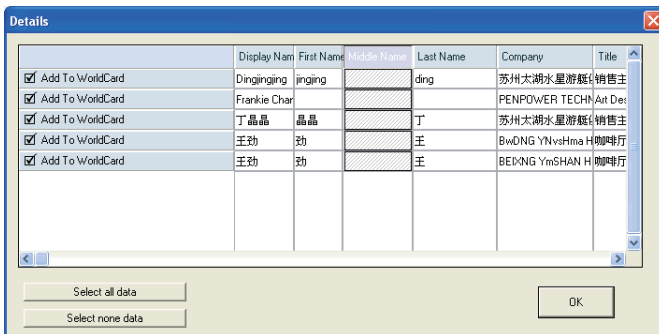 Details
Display Nam First Name Middle Name Last Name Company Title
Add To WorldCard Dingjingjing jingjing ding 苏州太湖水星游艇 销售主
Add To WorldCard Frankie Char PENPOWER TECHN Art Des
Add To WorldCard 丁晶晶 晶晶 丁 苏州太湖水星游艇 销售主
Add To WorldCard 王劲 劲 王 BwDNG YNvsHma H 咖啡厅
Add To WorldCard 王劲 劲 王 BEIXNG YmSHAN H 咖啡厅
Select all data
OK
Select none data